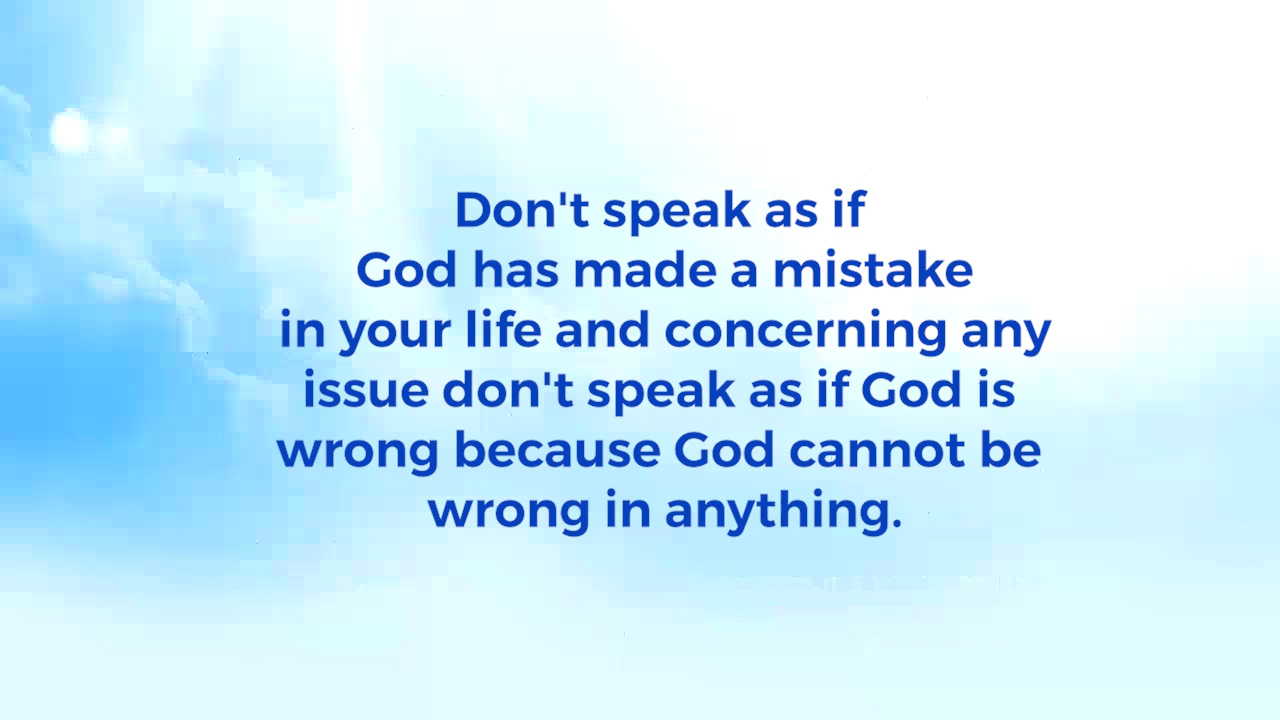 Don't speak as if
God has made a mistake
in your life and concerning any
issue don't speak as if God is
wrong because God cannot be
wrong in anything.